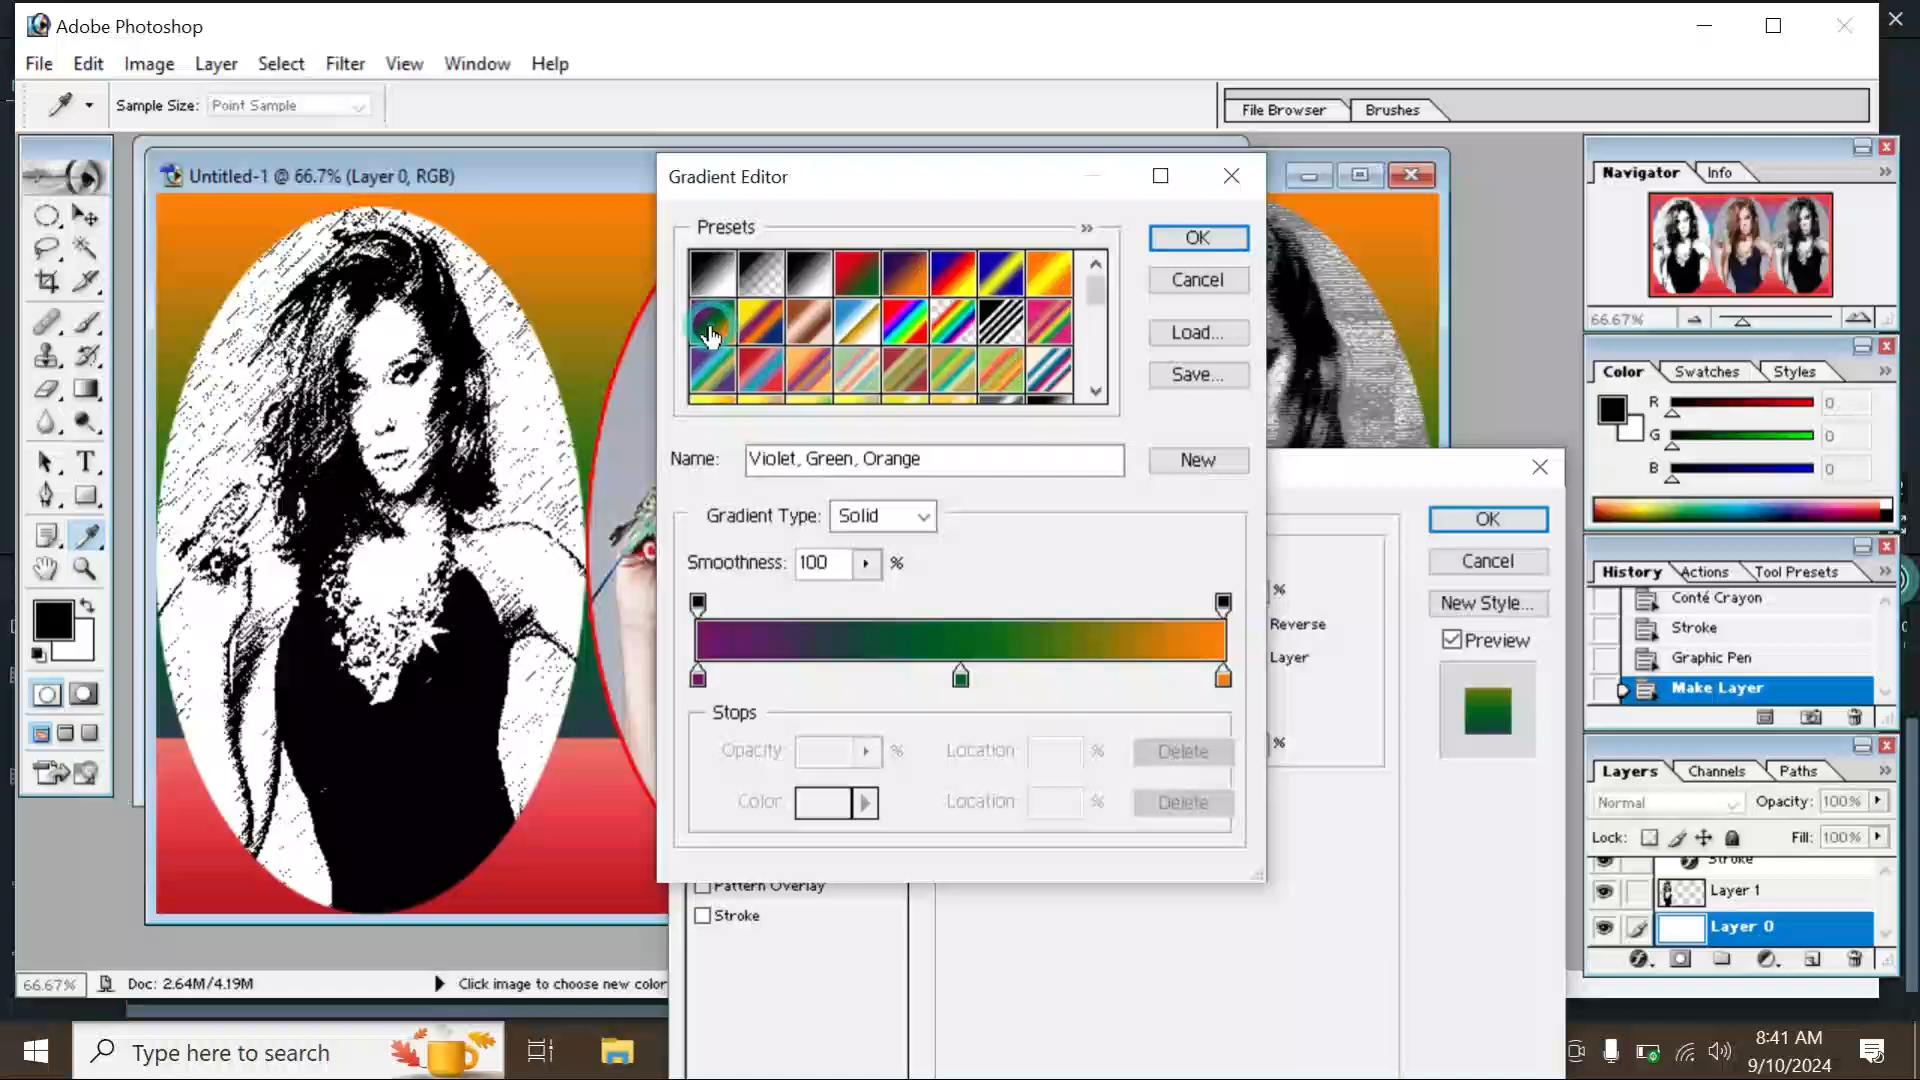 Adobe Photoshop
File Edit Image Layer Select Filter View Window Help
Sample Size: Point Sample
File Browser Brushes
Untitled-1 @ 66.7% (Layer 0, RGB)
Gradient Editor
Presets
OK
Cancel
Load...
Save...
Name: Violet, Green, Orange
New
Gradient Type: Solid
Smoothness: 100 %
Stops
Opacity % Location % Delete
Color Location % Delete
%
Reverse
Layer
%
OK
Cancel
New Style...
Preview
Pattern Overlay
Stroke
Navigator Info
66.67%
Color Swatches Styles
R 0
G 0
B 0
History Actions Tool Presets
Conté Crayon
Stroke
Graphic Pen
Make Layer
Layers Channels Paths
Normal Opacity: 100%
Lock: Fill: 100%
Stroke
Layer 1
Layer 0
66.67% Doc: 2.64M/4.19M Click image to choose new color
Type here to search
8:41 AM
9/10/2024